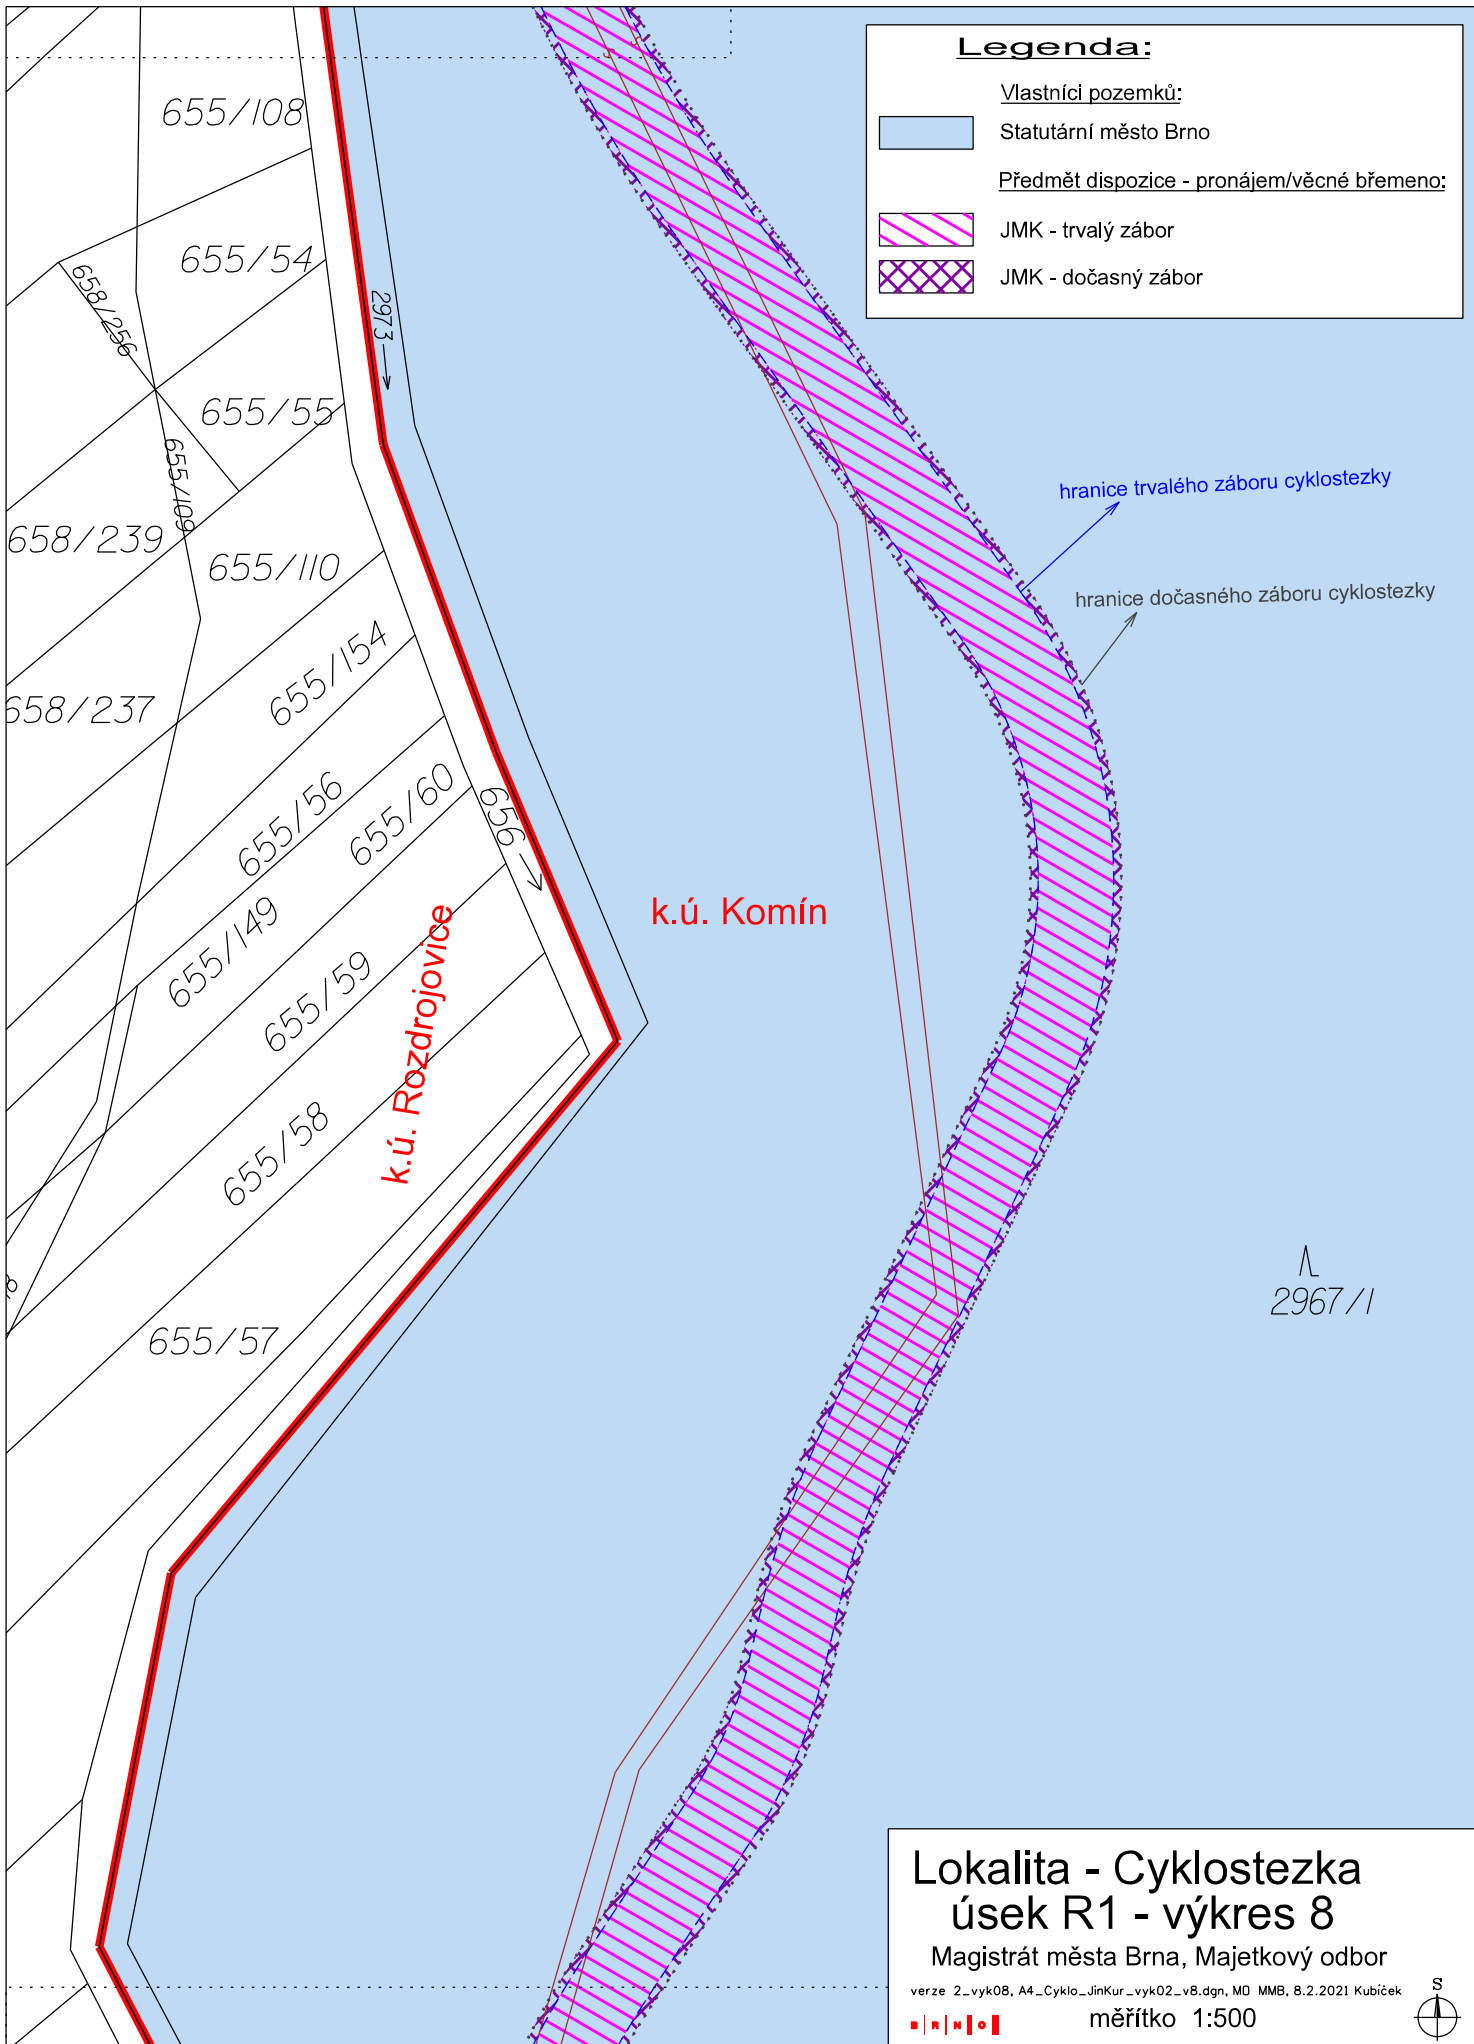 Legenda:
Vlastníci pozemků:
Statutární město Brno
Předmět dispozice - pronájem/věcné břemeno:
JMK - trvalý zábor
JMK - dočasný zábor
655/108
655/54
658/256
2973
655/55
655/109
658/239
655/110
hranice trvalého záboru cyklostezky
hranice dočasného záboru cyklostezky
655/154
658/237
655/56
655/60
656
k.ú. Komín
655/149
655/59
k.ú. Rozdrojovice
655/58
2967/1
655/57
Lokalita - Cyklostezka
úsek R1 - výkres 8
Magistrát města Brna, Majetkový odbor
verze 2_vyk08, A4_Cyklo_JinKur_vyk02_v8.dgn, MO MMB, 8.2.2021 Kubíček
měřítko 1:500
B R N O
S